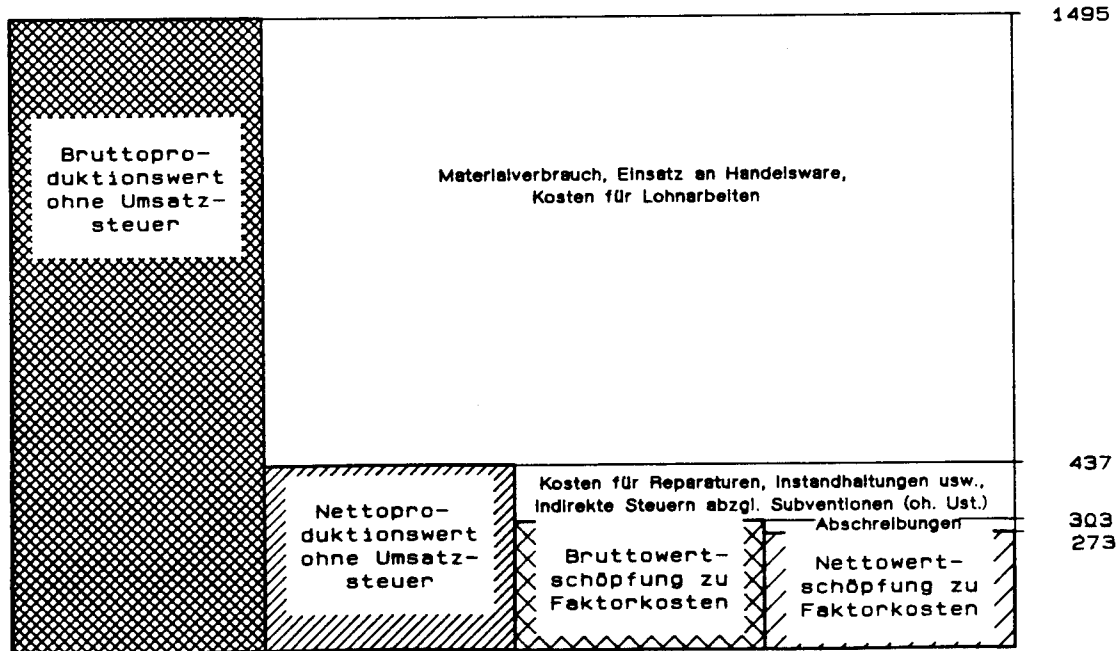 1495
Bruttopro-
duktionswert
ohne Umsatz-
steuer
Materialverbrauch, Einsatz an Handelsware,
Kosten für Lohnarbeiten
437
Kosten für Reparaturen, Instandhaltungen usw.,
Indirekte Steuern abzgl. Subventionen (oh. Ust.)
303
Abschreibungen
273
Nettopro-
duktionswert
ohne Umsatz-
steuer
Bruttowert-
schöpfung zu
Faktorkosten
Nettowert-
schöpfung zu
Faktorkosten